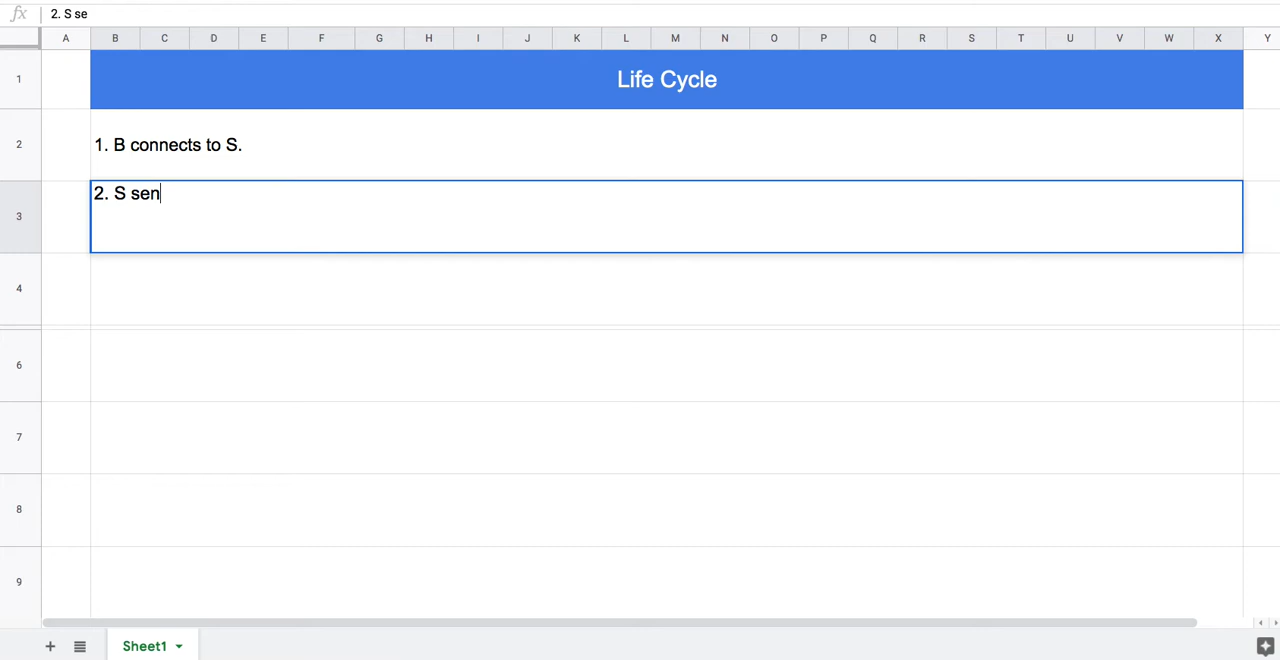 fx 2. S se
A B C D E F G H I J K L M N O P Q R S T U V W X Y
1 Life Cycle
2 1. B connects to S.
3 2. S sen
4
6
7
8
9
Sheet1